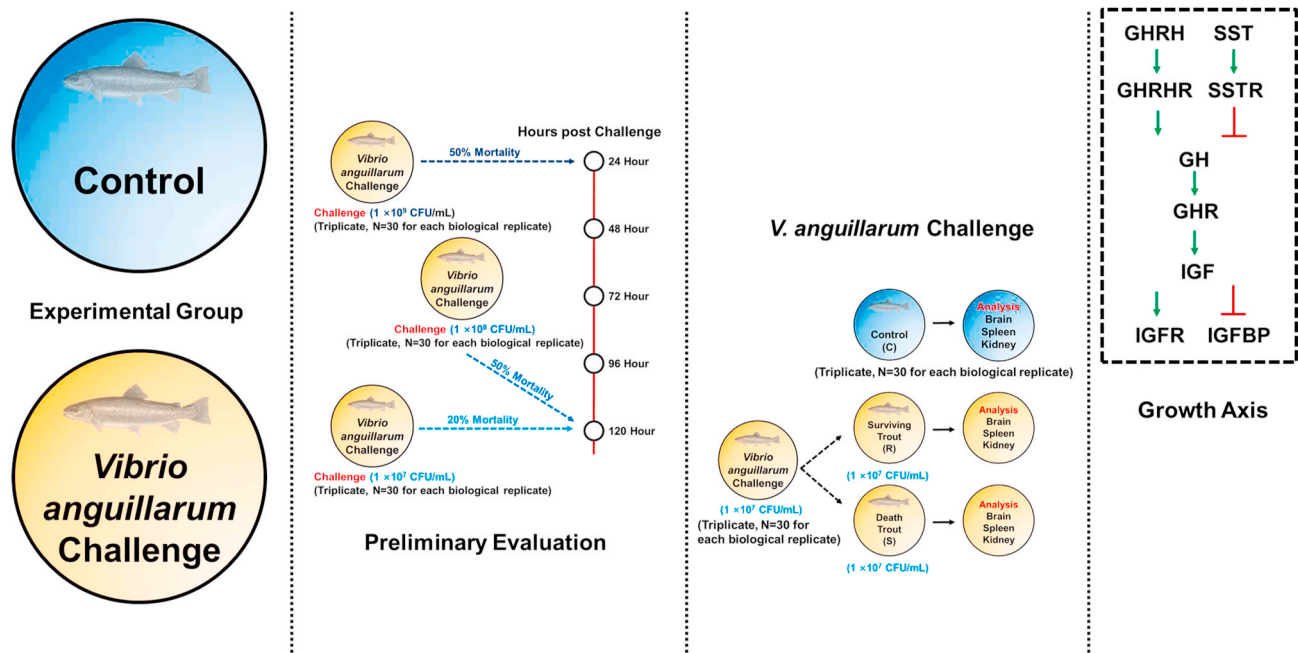 Control
Experimental Group
Vibrio
anguillarum
Challenge
Hours post Challenge
Vibrio
anguillarum
Challenge
50% Mortality
24 Hour
Challenge (1 ×10⁹ CFU/mL)
(Triplicate, N=30 for each biological replicate)
48 Hour
Vibrio
anguillarum
Challenge
72 Hour
Challenge (1 ×10⁸ CFU/mL)
(Triplicate, N=30 for each biological replicate)
50% Mortality
96 Hour
Vibrio
anguillarum
Challenge
20% Mortality
120 Hour
Challenge (1 ×10⁷ CFU/mL)
(Triplicate, N=30 for each biological replicate)
Preliminary Evaluation
V. anguillarum Challenge
Control
(C)
Analysis
Brain
Spleen
Kidney
(Triplicate, N=30 for each biological replicate)
Vibrio
anguillarum
Challenge
(1 ×10⁷ CFU/mL)
(Triplicate, N=30 for
each biological replicate)
Surviving
Trout
(R)
(1 ×10⁷ CFU/mL)
Analysis
Brain
Spleen
Kidney
Death
Trout
(S)
(1 ×10⁷ CFU/mL)
Analysis
Brain
Spleen
Kidney
GHRH SST
GHRHR SSTR
GH
GHR
IGF
IGFR IGFBP
Growth Axis